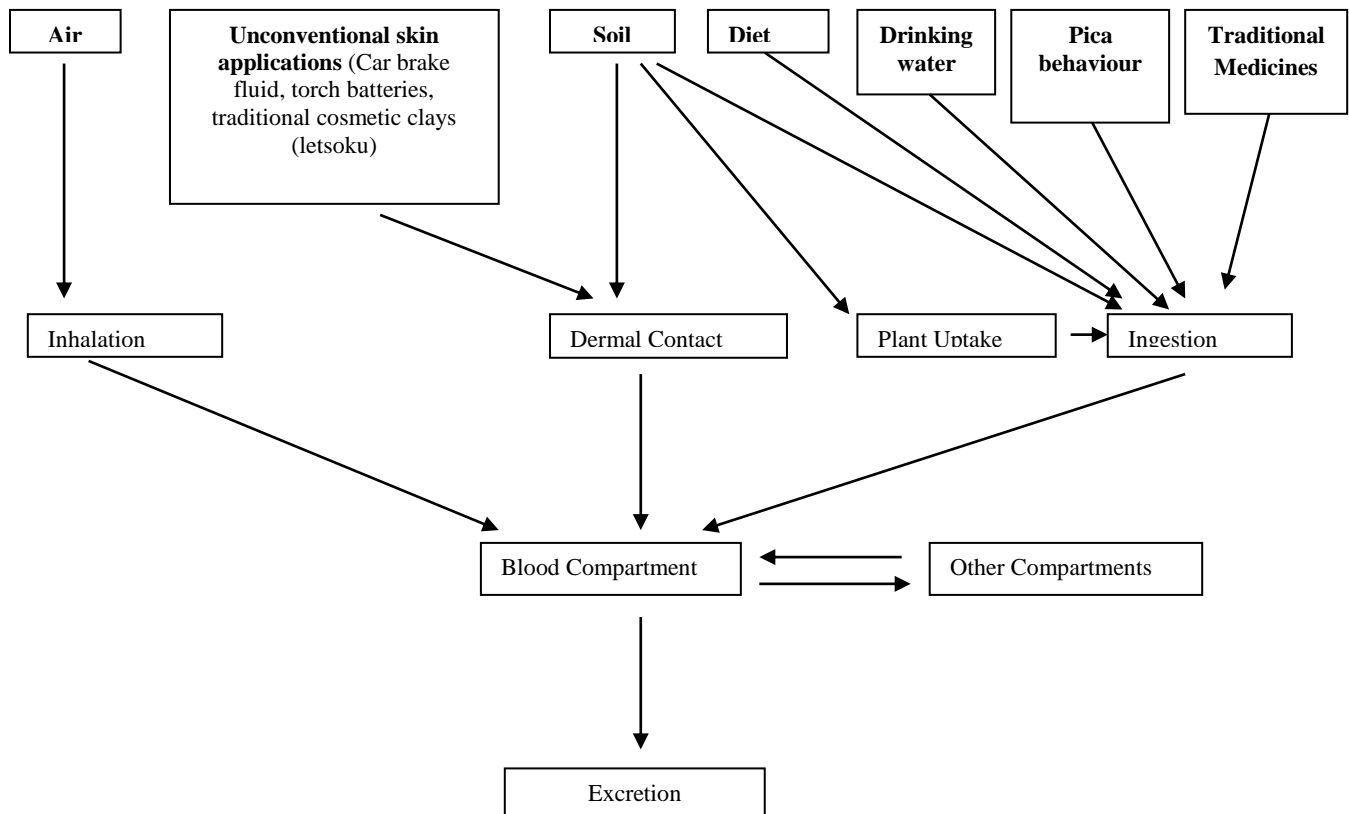 Air
Unconventional skin
applications (Car brake
fluid, torch batteries,
traditional cosmetic clays
(letsoku)
Soil
Diet
Drinking
water
Pica
behaviour
Traditional
Medicines
Inhalation
Dermal Contact
Plant Uptake
Ingestion
Blood Compartment
Other Compartments
Excretion